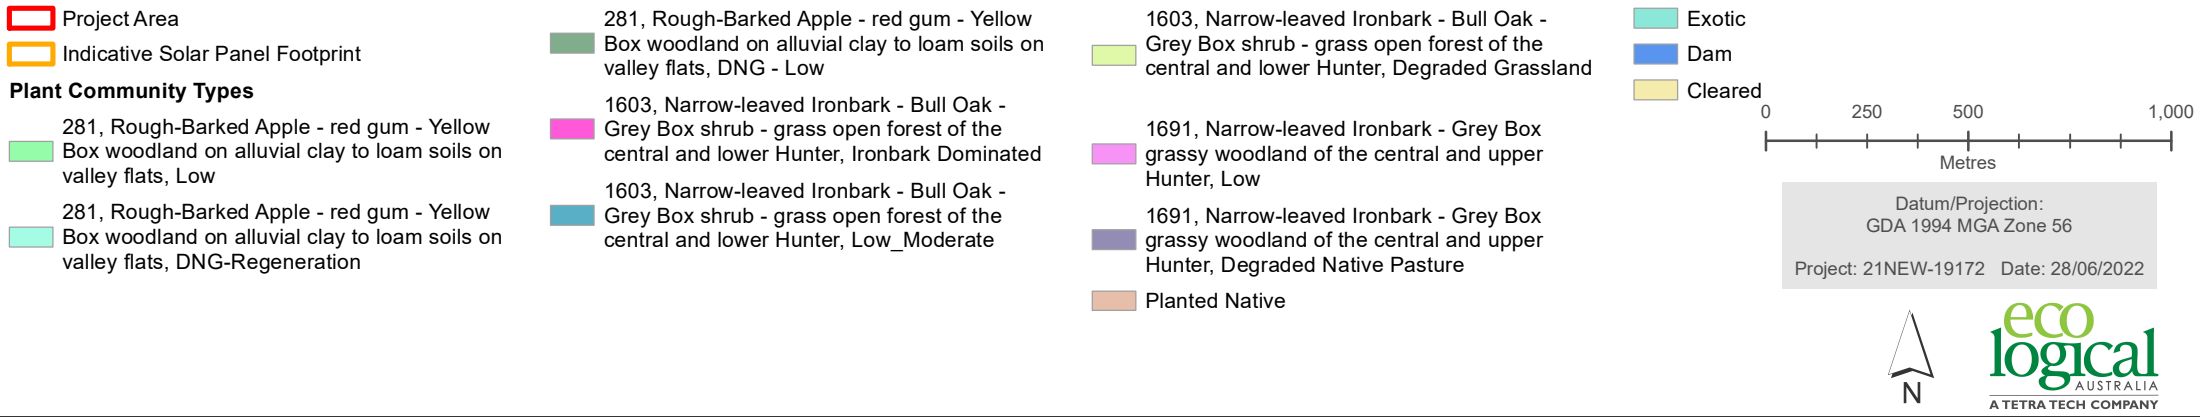 Project Area
Indicative Solar Panel Footprint
Plant Community Types
281, Rough-Barked Apple - red gum - Yellow
Box woodland on alluvial clay to loam soils on
valley flats, Low
281, Rough-Barked Apple - red gum - Yellow
Box woodland on alluvial clay to loam soils on
valley flats, DNG-Regeneration
281, Rough-Barked Apple - red gum - Yellow
Box woodland on alluvial clay to loam soils on
valley flats, DNG - Low
1603, Narrow-leaved Ironbark - Bull Oak -
Grey Box shrub - grass open forest of the
central and lower Hunter, Ironbark Dominated
1603, Narrow-leaved Ironbark - Bull Oak -
Grey Box shrub - grass open forest of the
central and lower Hunter, Low_Moderate
1603, Narrow-leaved Ironbark - Bull Oak -
Grey Box shrub - grass open forest of the
central and lower Hunter, Degraded Grassland
1691, Narrow-leaved Ironbark - Grey Box
grassy woodland of the central and upper
Hunter, Low
1691, Narrow-leaved Ironbark - Grey Box
grassy woodland of the central and upper
Hunter, Degraded Native Pasture
Planted Native
Exotic
Dam
Cleared
0 250 500 1,000
Metres
Datum/Projection:
GDA 1994 MGA Zone 56
Project: 21NEW-19172 Date: 28/06/2022
N
eco
logical
AUSTRALIA
A TETRA TECH COMPANY